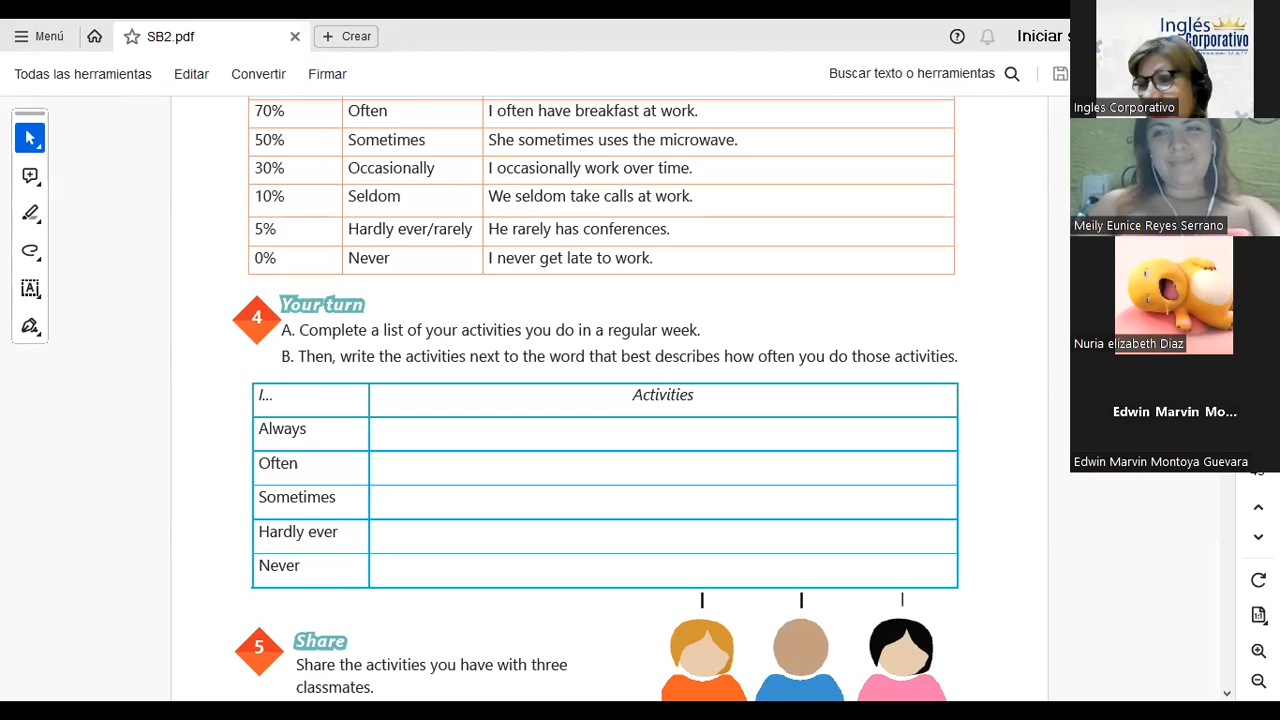 Menú
SB2.pdf
Crear
Iniciar s
Todas las herramientas
Editar
Convertir
Firmar
Buscar texto o herramientas
70% Often I often have breakfast at work.
50% Sometimes She sometimes uses the microwave.
30% Occasionally I occasionally work over time.
10% Seldom We seldom take calls at work.
5% Hardly ever/rarely He rarely has conferences.
0% Never I never get late to work.
4 Your turn
A. Complete a list of your activities you do in a regular week.
B. Then, write the activities next to the word that best describes how often you do those activities.
I... Activities
Always
Often
Sometimes
Hardly ever
Never
5 Share
Share the activities you have with three
classmates.
Inglés
Corporativo
Ingles Corporativo
Meily Eunice Reyes Serrano
Nuria elizabeth Diaz
Edwin Marvin Mo...
Edwin Marvin Montoya Guevara